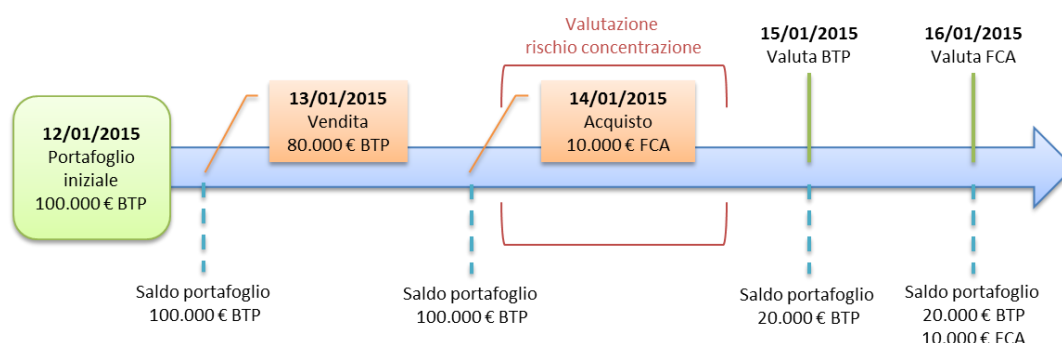 Valutazione
rischio concentrazione
15/01/2015
Valuta BTP
16/01/2015
Valuta FCA
12/01/2015
Portafoglio
iniziale
100.000 € BTP
13/01/2015
Vendita
80.000 € BTP
14/01/2015
Acquisto
10.000 € FCA
Saldo portafoglio
100.000 € BTP
Saldo portafoglio
100.000 € BTP
Saldo portafoglio
20.000 € BTP
Saldo portafoglio
20.000 € BTP
10.000 € FCA